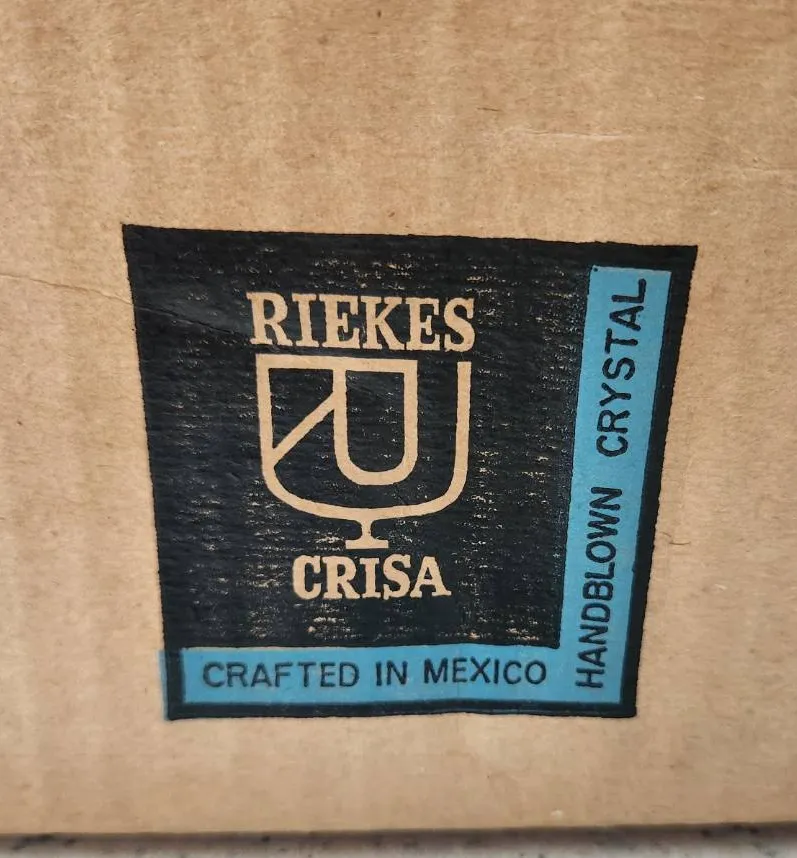 RIEKES
CRISA
CRAFTED IN MEXICO
HANDBLOWN CRYSTAL